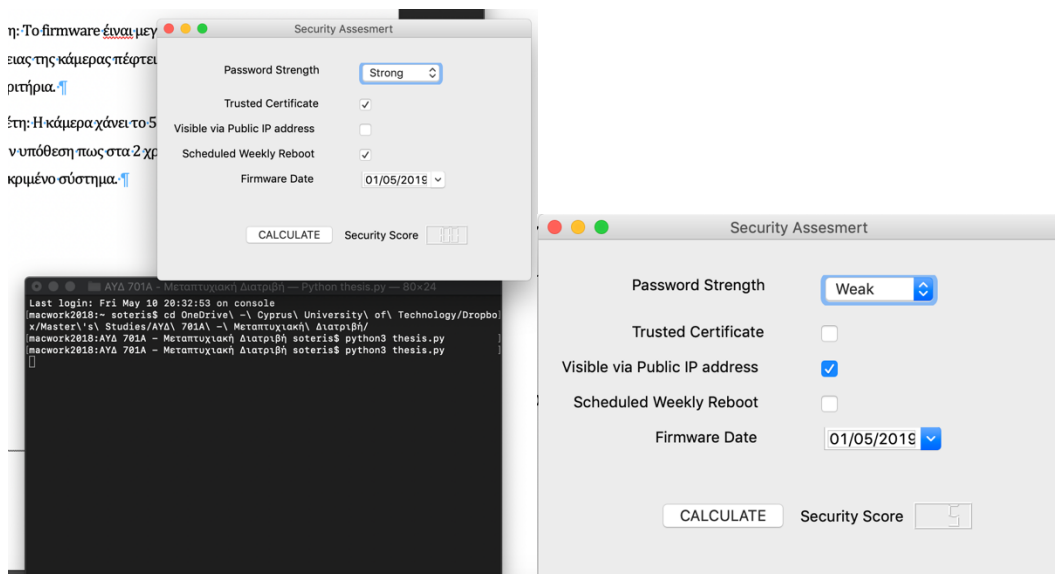 η: Το firmware έιναι μεγ
ειας της κάμερας πέφτει
ριτήρια. ¶
έτη: Η κάμερα χάνει το 5
ν υπόθεση πως στα 2 χρ
κριμένο σύστημα. ¶
Security Assesmert
Password Strength Strong
Trusted Certificate
Visible via Public IP address
Scheduled Weekly Reboot
Firmware Date 01/05/2019
CALCULATE Security Score 100
ΑΥΔ 701Α - Μεταπτυχιακή Διατριβή — Python thesis.py — 80×24
Last login: Fri May 10 20:32:53 on console
[macwork2018:~ soteris$ cd OneDrive\ -\ Cyprus\ University\ of\ Technology/Dropbo]
x/Master\'s\ Studies/ΑΥΔ\ 701Α\ -\ Μεταπτυχιακή\ Διατριβή/
[macwork2018:ΑΥΔ 701Α - Μεταπτυχιακή Διατριβή soteris$ python3 thesis.py ]
[macwork2018:ΑΥΔ 701Α - Μεταπτυχιακή Διατριβή soteris$ python3 thesis.py ]
Security Assesmert
Password Strength Weak
Trusted Certificate
Visible via Public IP address
Scheduled Weekly Reboot
Firmware Date 01/05/2019
CALCULATE Security Score 5